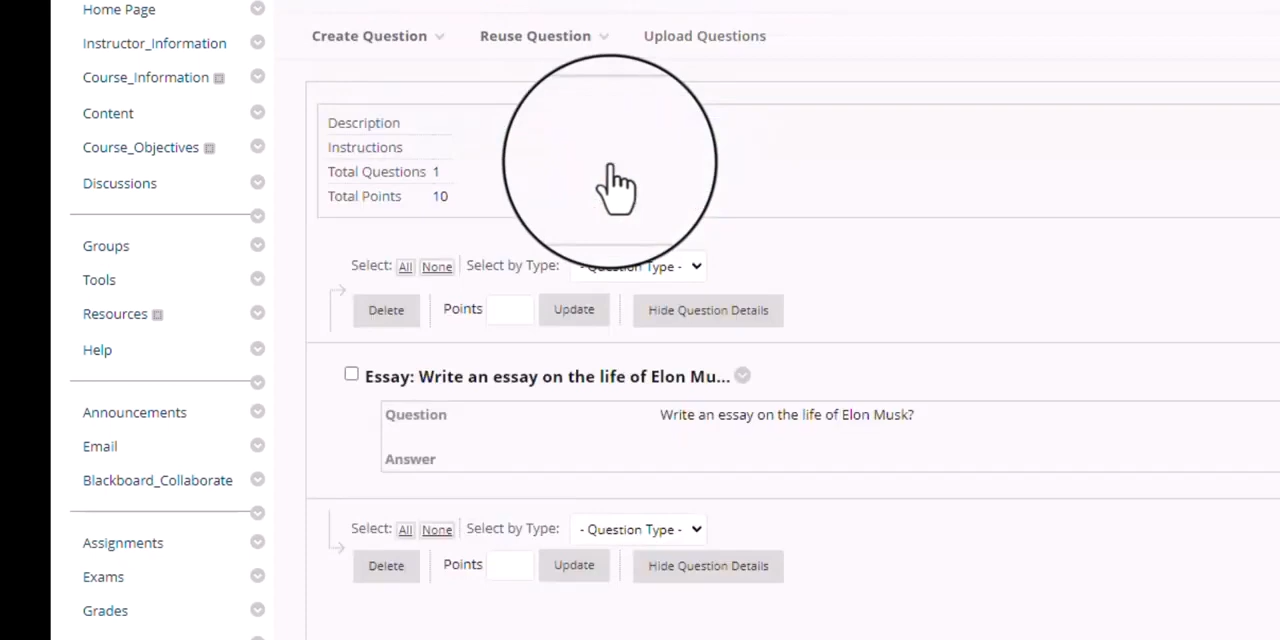 Home Page
Instructor_Information
Course_Information
Content
Course_Objectives
Discussions
Groups
Tools
Resources
Help
Announcements
Email
Blackboard_Collaborate
Assignments
Exams
Grades
Create Question Reuse Question Upload Questions
Description
Instructions
Total Questions 1
Total Points 10
Select: All None Select by Type: - Question Type -
Delete Points Update Hide Question Details
Essay: Write an essay on the life of Elon Mu...
Question Write an essay on the life of Elon Musk?
Answer
Select: All None Select by Type: - Question Type -
Delete Points Update Hide Question Details